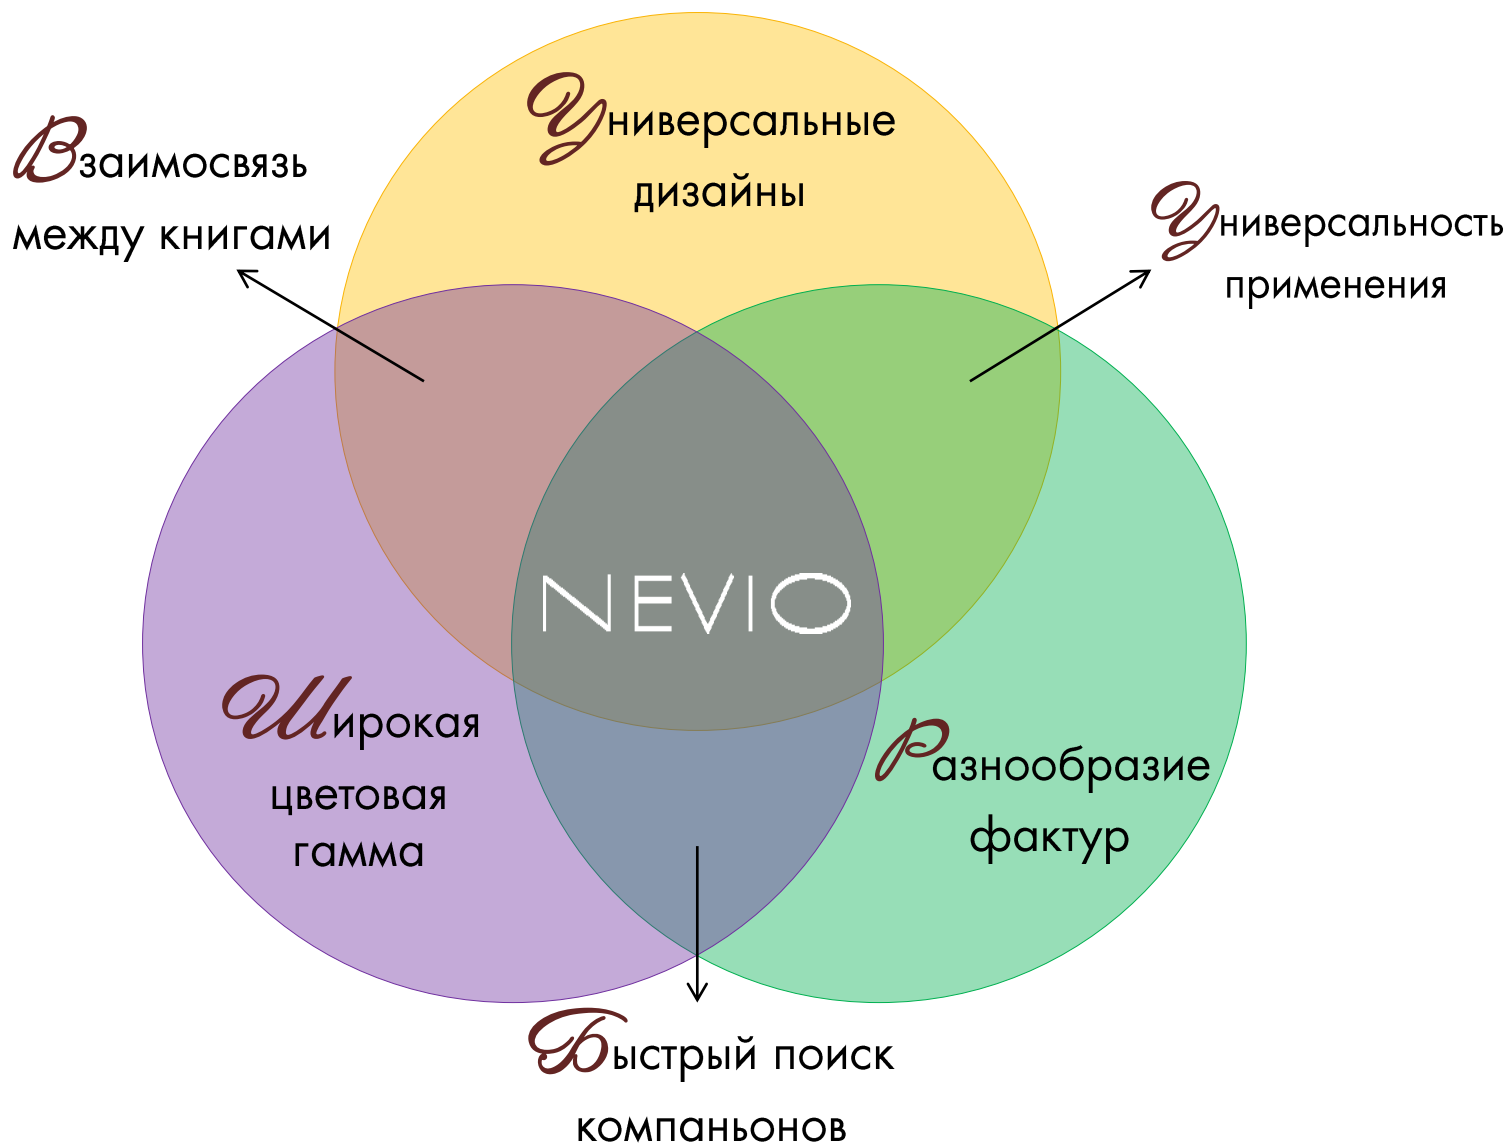 Универсальные
дизайны
Взаимосвязь
между книгами
Универсальность
применения
NEVIO
Широкая
цветовая
гамма
Разнообразие
фактур
Быстрый поиск
компаньонов